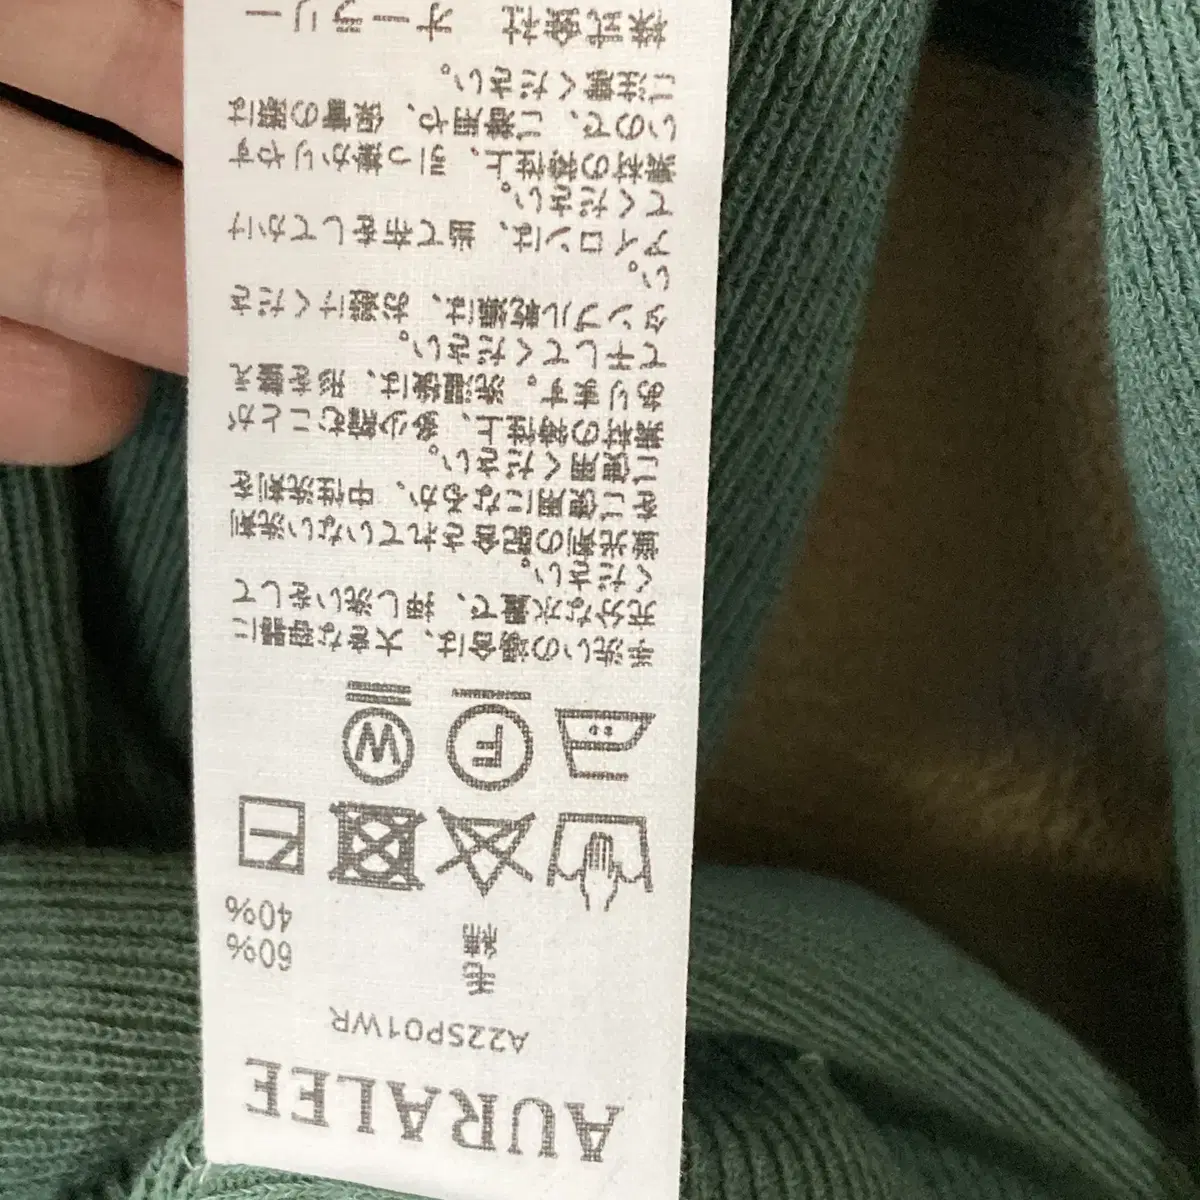 AURALEE
A22SP01WR
毛 60%
綿 40%
F
W
手洗いの場合は、大きな容器に
充分な水量で、押し洗いをして
ください。
蛍光剤の配合されていない洗剤
をご使用になるか、中性洗剤を
ご使用ください。
素材の特性上、多少縮むことが
あります。洗濯後は、形を整え
て干してください。
タンブル乾燥は、お避けくださ
い。
アイロンは、当て布をしてかけ
てください。
素材の特性上、引っ掛かりやす
いので、ご着用や、保管の際は
ご注意ください。
株式会社 オーラリー